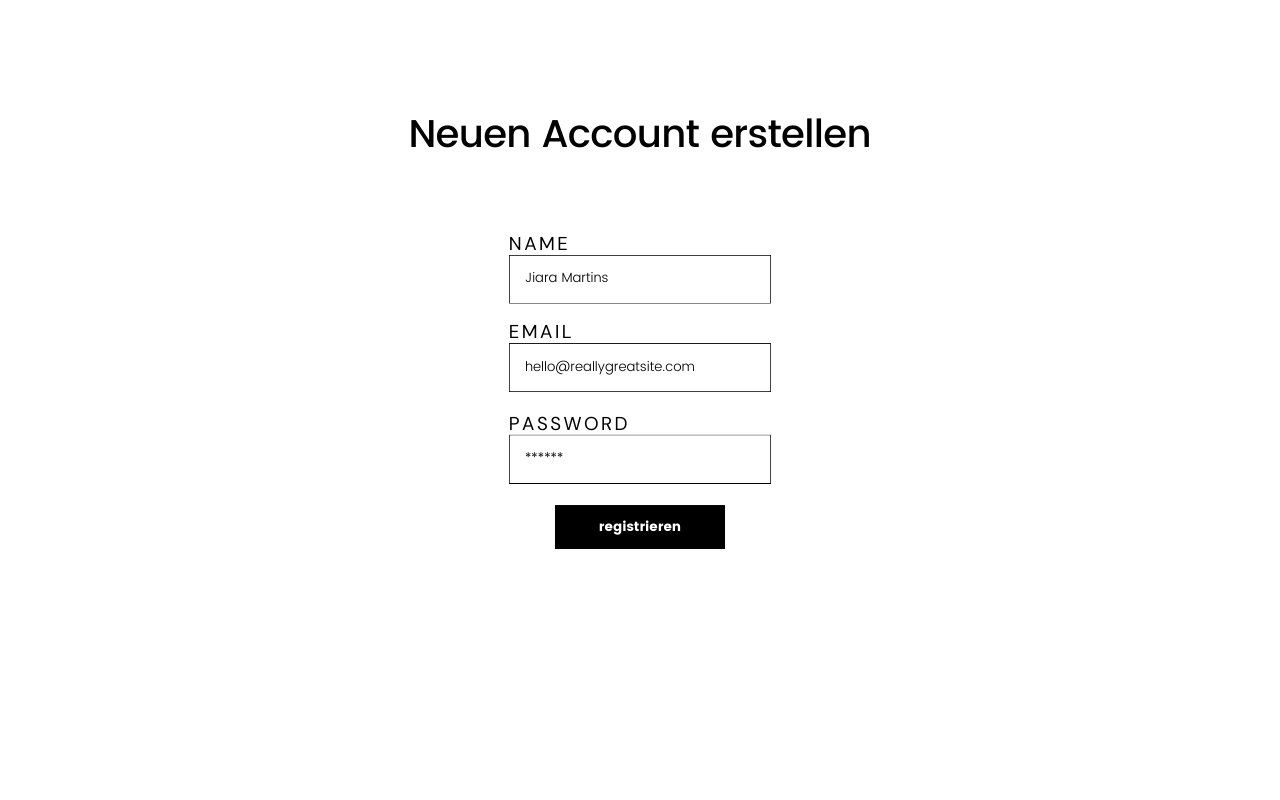 Neuen Account erstellen
NAME
Jiara Martins
EMAIL
hello@reallygreatsite.com
PASSWORD
******
registrieren